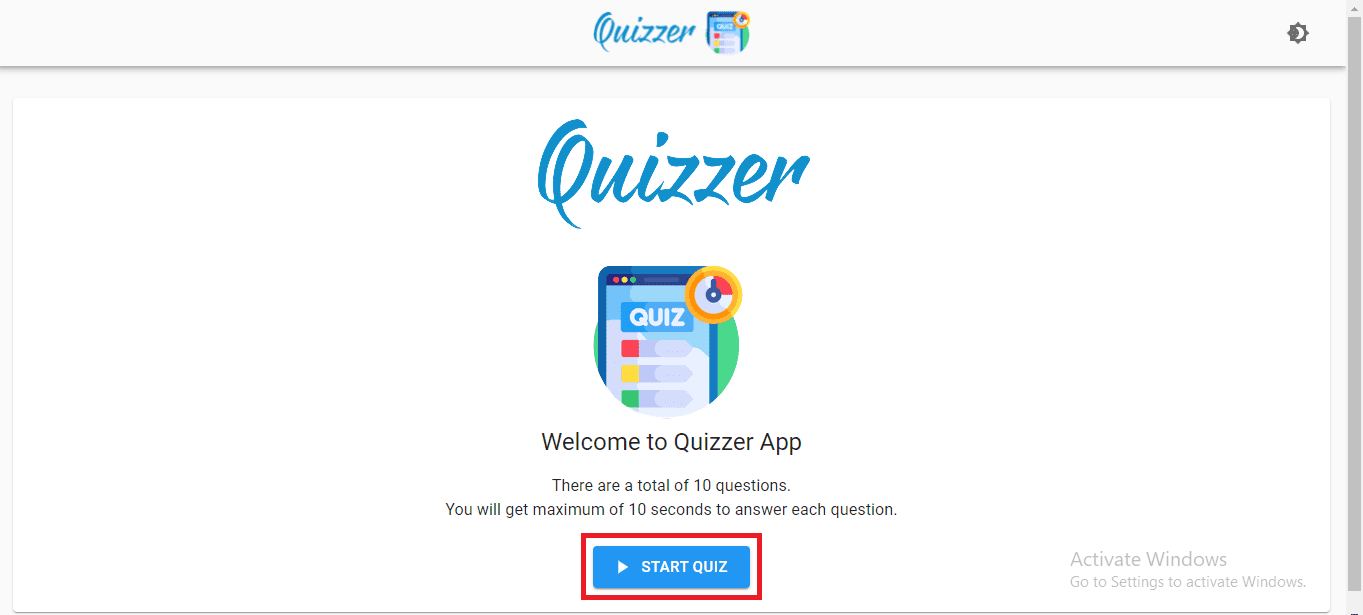 Quizzer
QUIZ
Quizzer
QUIZ
Welcome to Quizzer App
There are a total of 10 questions.
You will get maximum of 10 seconds to answer each question.
START QUIZ
Activate Windows
Go to Settings to activate Windows.